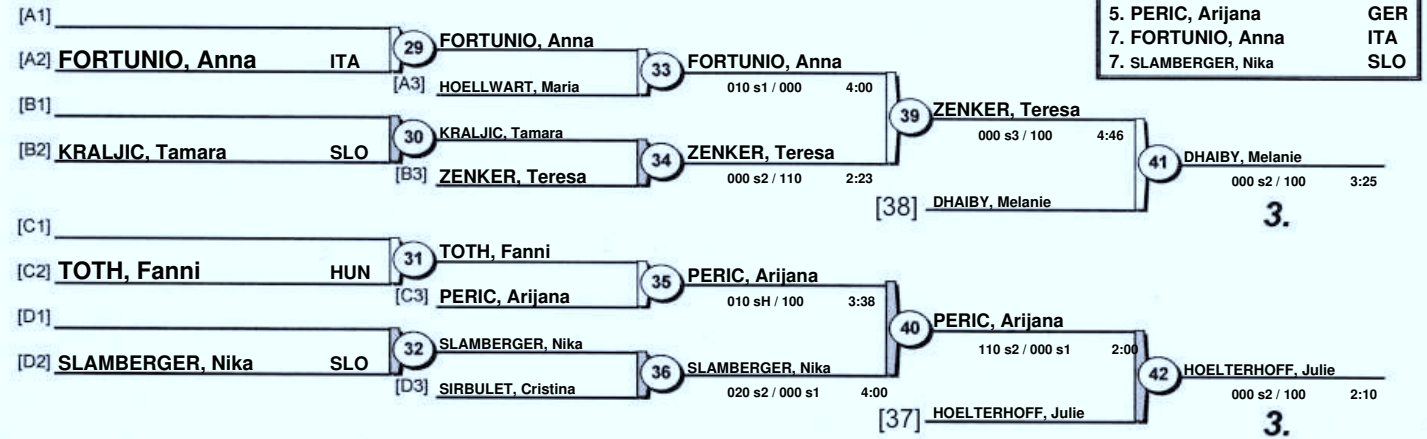 5. PERIC, Arijana GER
7. FORTUNIO, Anna ITA
7. SLAMBERGER, Nika SLO
[A1]
[A2] FORTUNIO, Anna ITA
29
FORTUNIO, Anna
[A3] HOELLWART, Maria
33
FORTUNIO, Anna
010 s1 / 000 4:00
[B1]
[B2] KRALJIC, Tamara SLO
30
KRALJIC, Tamara
[B3] ZENKER, Teresa
34
ZENKER, Teresa
000 s2 / 110 2:23
39
ZENKER, Teresa
000 s3 / 100 4:46
[38] DHAIBY, Melanie
41
DHAIBY, Melanie
000 s2 / 100 3:25
3.
[C1]
[C2] TOTH, Fanni HUN
31
TOTH, Fanni
[C3] PERIC, Arijana
35
PERIC, Arijana
010 sH / 100 3:38
[D1]
[D2] SLAMBERGER, Nika SLO
32
SLAMBERGER, Nika
[D3] SIRBULET, Cristina
36
SLAMBERGER, Nika
020 s2 / 000 s1 4:00
40
PERIC, Arijana
110 s2 / 000 s1 2:00
[37] HOELTERHOFF, Julie
42
HOELTERHOFF, Julie
000 s2 / 100 2:10
3.